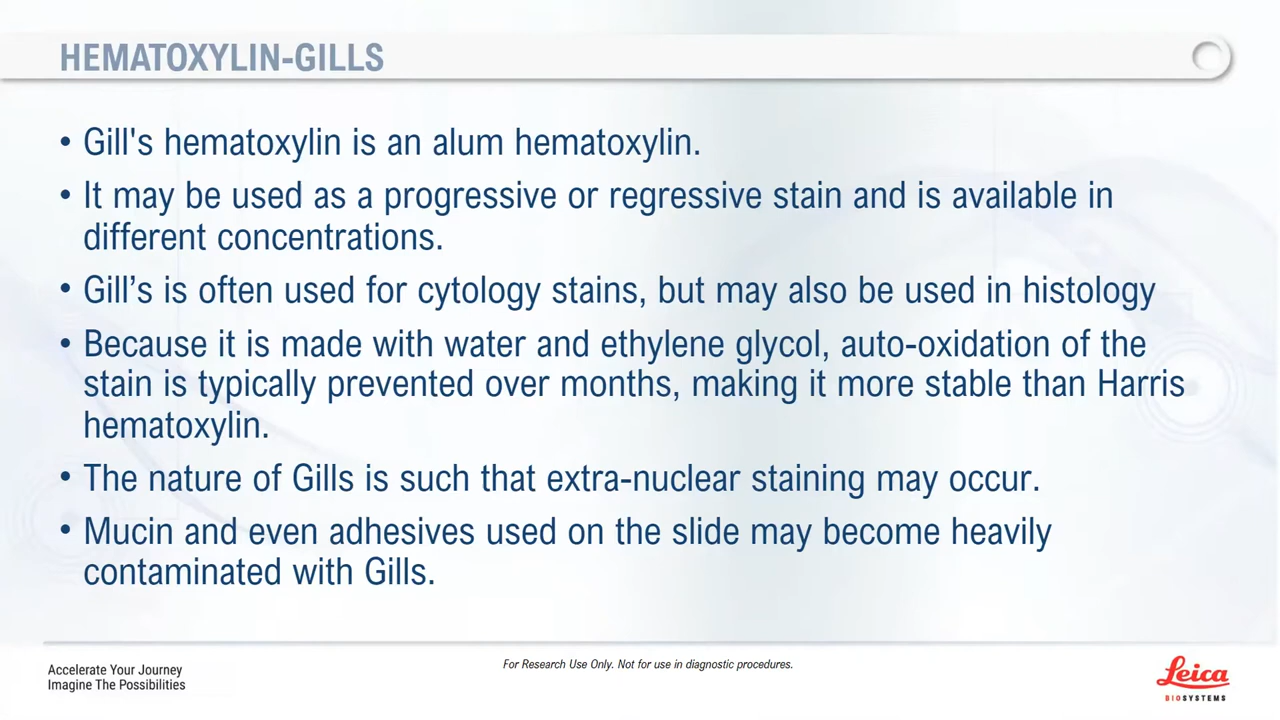 HEMATOXYLIN-GILLS
• Gill's hematoxylin is an alum hematoxylin.
• It may be used as a progressive or regressive stain and is available in
different concentrations.
• Gill’s is often used for cytology stains, but may also be used in histology
• Because it is made with water and ethylene glycol, auto-oxidation of the
stain is typically prevented over months, making it more stable than Harris
hematoxylin.
• The nature of Gills is such that extra-nuclear staining may occur.
• Mucin and even adhesives used on the slide may become heavily
contaminated with Gills.
Accelerate Your Journey
Imagine The Possibilities
For Research Use Only. Not for use in diagnostic procedures.
Leica
BIOSYSTEMS